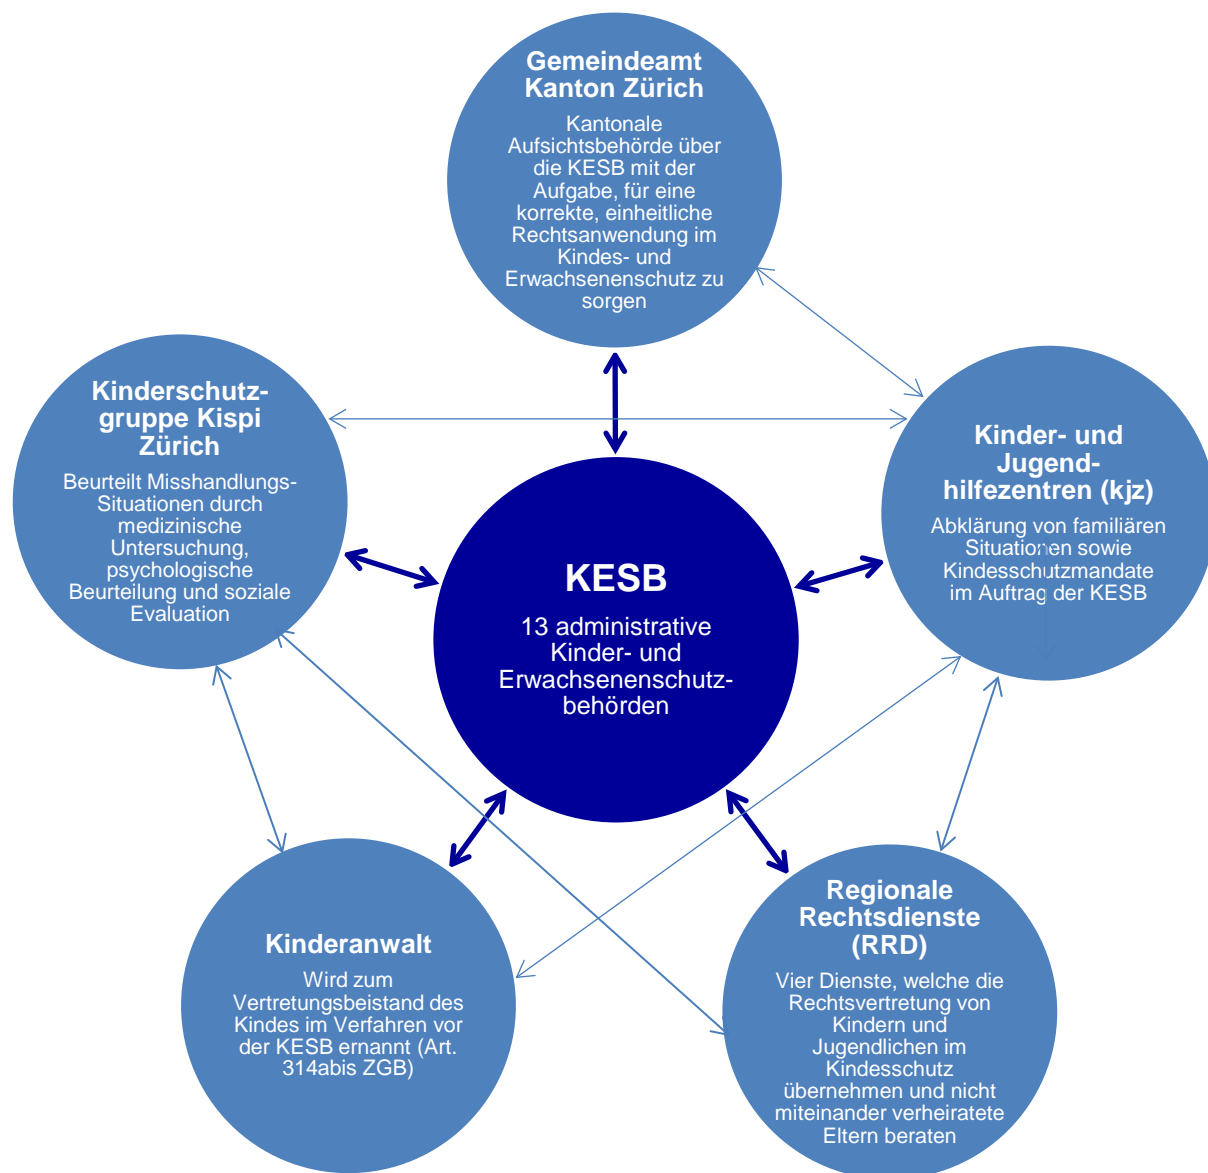 Gemeindeamt
Kanton Zürich
Kantonale
Aufsichtsbehörde über
die KESB mit der
Aufgabe, für eine
korrekte, einheitliche
Rechtsanwendung im
Kindes- und
Erwachsenenschutz zu
sorgen
Kinderschutz-
gruppe Kispi
Zürich
Beurteilt Misshandlungs-
Situationen durch
medizinische
Untersuchung,
psychologische
Beurteilung und soziale
Evaluation
Kinder- und
Jugend-
hilfezentren (kjz)
Abklärung von familiären
Situationen sowie
Kindesschutzmandate
im Auftrag der KESB
KESB
13 administrative
Kinder- und
Erwachsenenschutz-
behörden
Kinderanwalt
Wird zum
Vertretungsbeistand des
Kindes im Verfahren vor
der KESB ernannt (Art.
314abis ZGB)
Regionale
Rechtsdienste
(RRD)
Vier Dienste, welche die
Rechtsvertretung von
Kindern und
Jugendlichen im
Kindesschutz
übernehmen und nicht
miteinander verheiratete
Eltern beraten